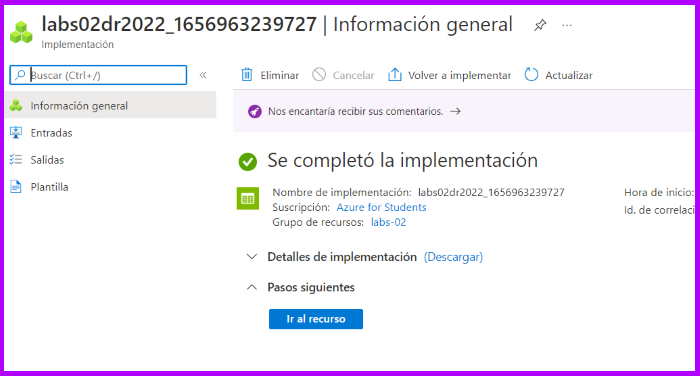 labs02dr2022_1656963239727 | Información general
Implementación
Buscar (Ctrl+/)
Información general
Entradas
Salidas
Plantilla
Eliminar
Cancelar
Volver a implementar
Actualizar
Nos encantaría recibir sus comentarios. →
Se completó la implementación
Nombre de implementación: labs02dr2022_1656963239727
Suscripción: Azure for Students
Grupo de recursos: labs-02
Hora de inicio:
Id. de correlaci
Detalles de implementación (Descargar)
Pasos siguientes
Ir al recurso